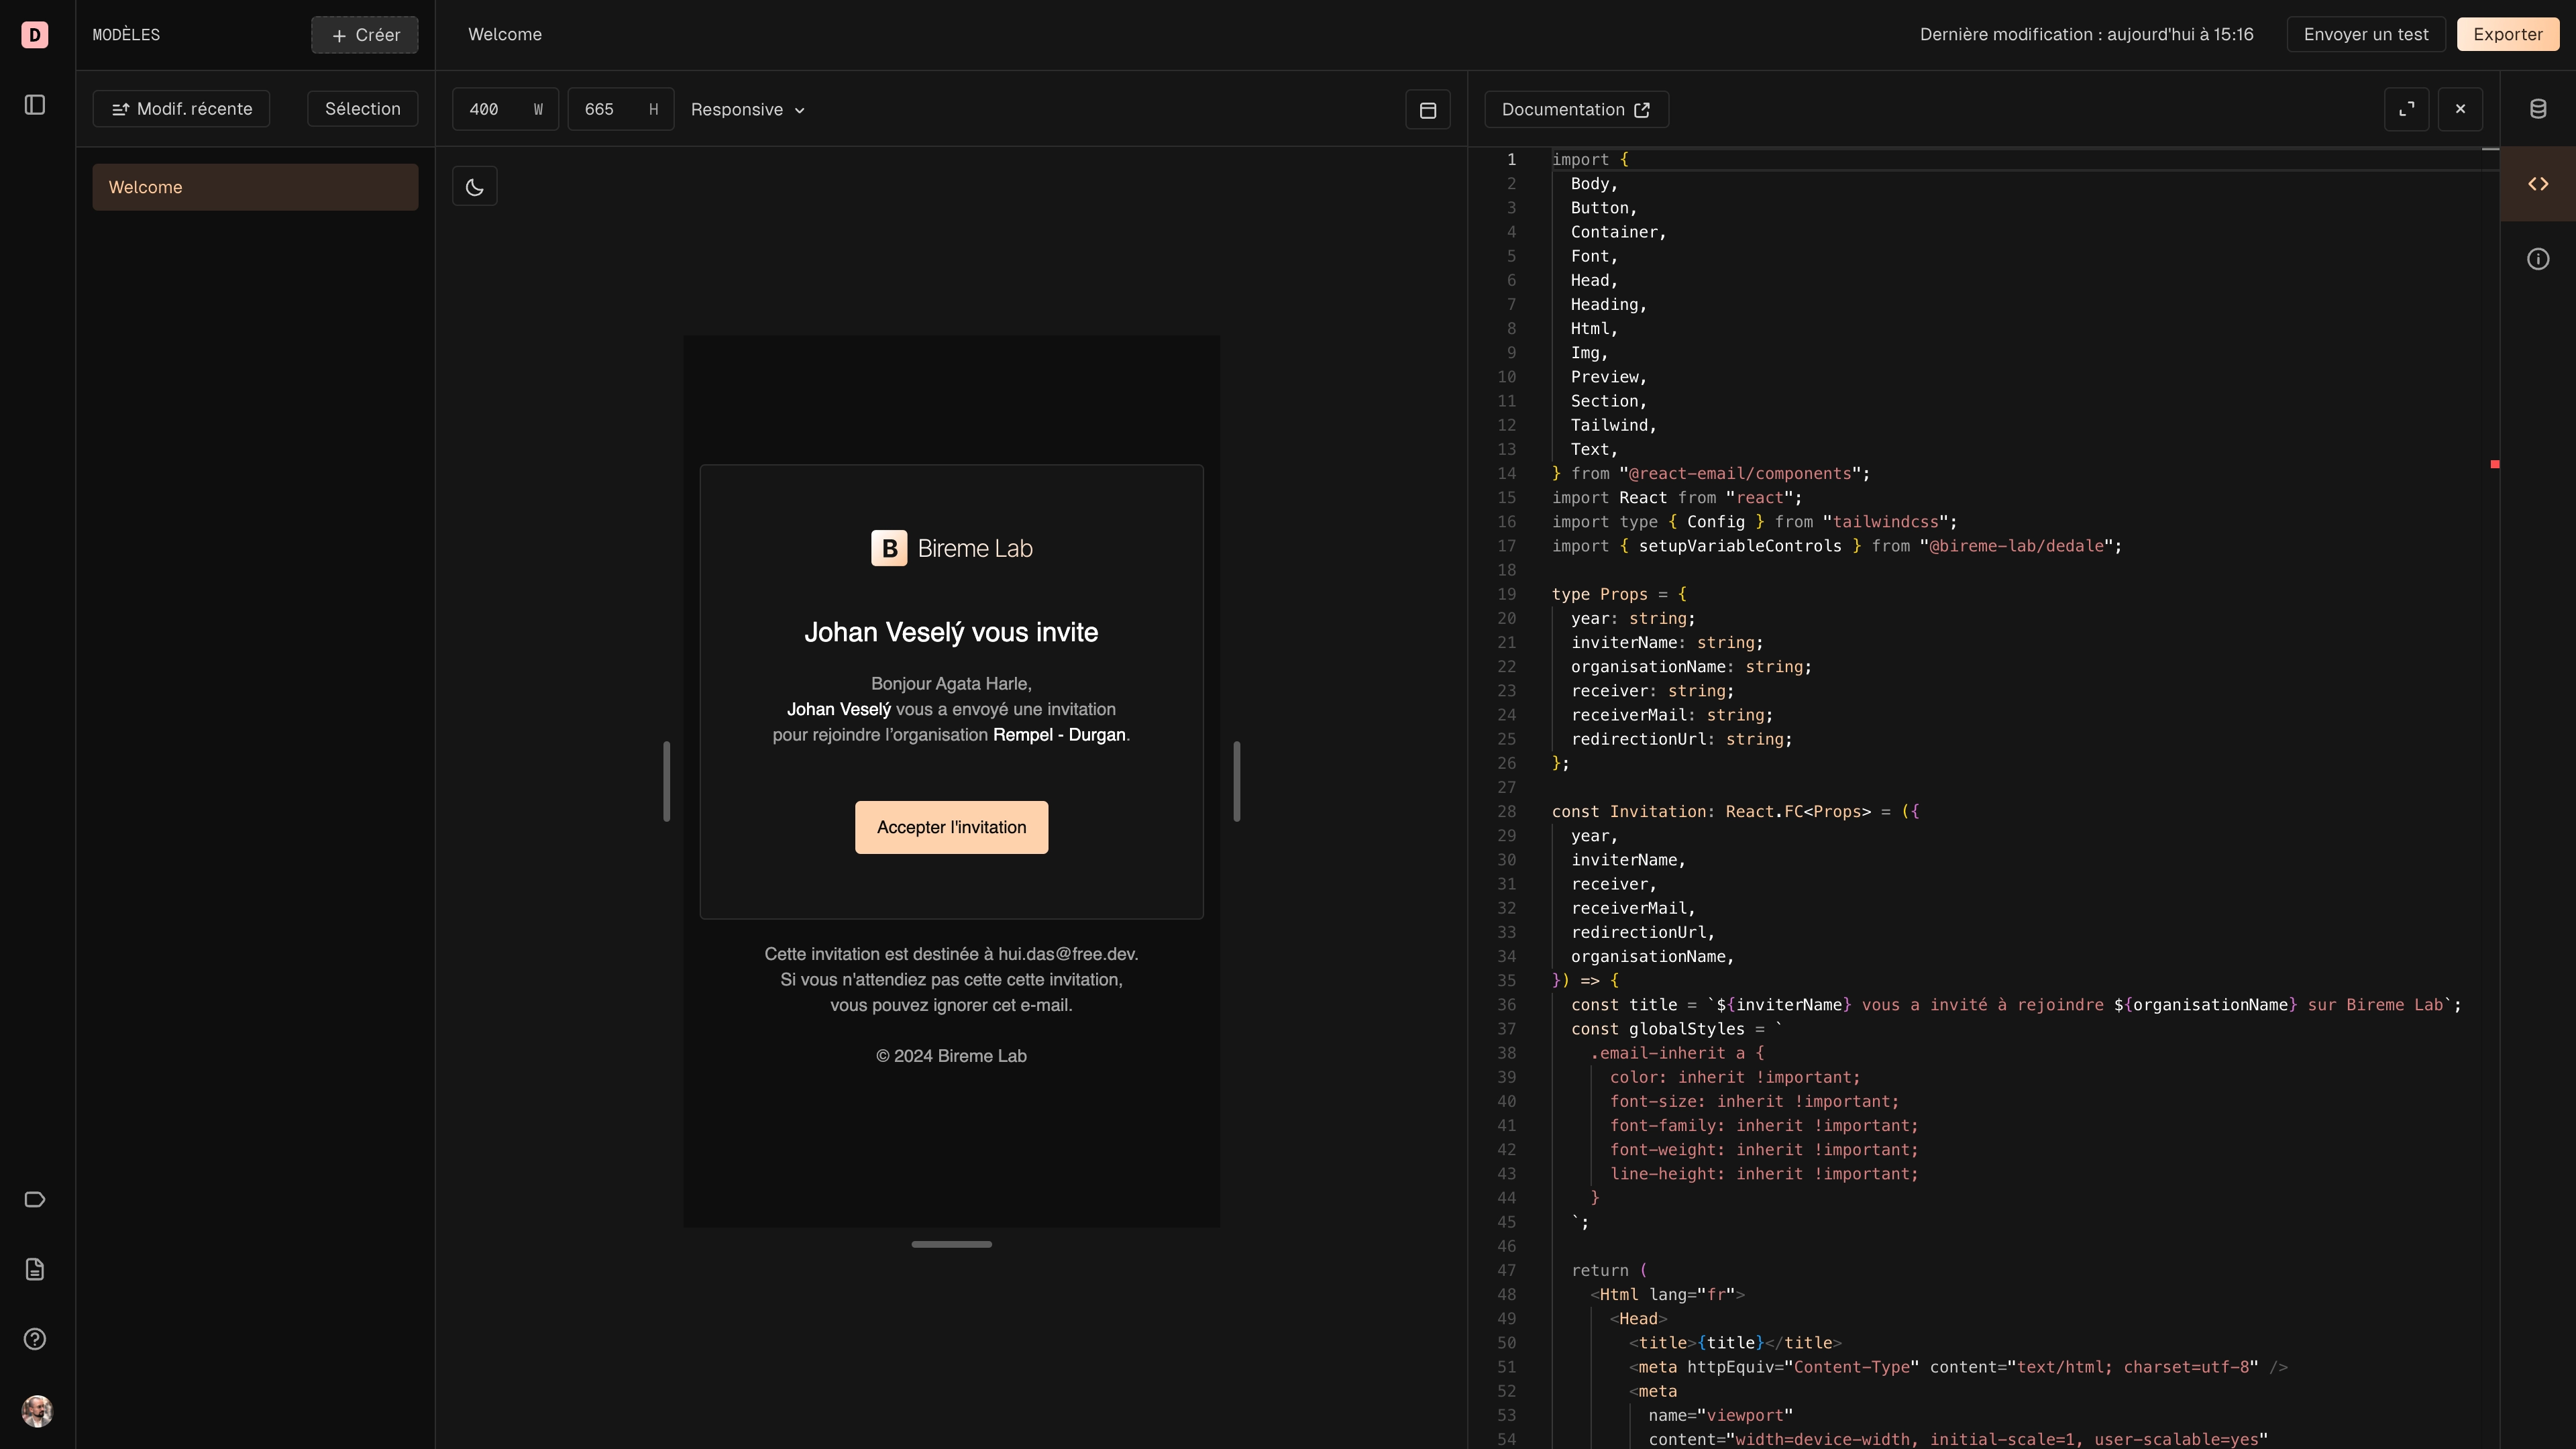 D
MODÈLES
+ Créer
Welcome
Dernière modification : aujourd'hui à 15:16
Envoyer un test
Exporter
Modif. récente
Sélection
400 W
665 H
Responsive
Documentation
Welcome
B Bireme Lab
Johan Veselý vous invite
Bonjour Agata Harle,
Johan Veselý vous a envoyé une invitation
pour rejoindre l’organisation Rempel - Durgan.
Accepter l'invitation
Cette invitation est destinée à hui.das@free.dev.
Si vous n'attendiez pas cette cette invitation,
vous pouvez ignorer cet e-mail.
© 2024 Bireme Lab
1 import {
2 Body,
3 Button,
4 Container,
5 Font,
6 Head,
7 Heading,
8 Html,
9 Img,
10 Preview,
11 Section,
12 Tailwind,
13 Text,
14 } from "@react-email/components";
15 import React from "react";
16 import type { Config } from "tailwindcss";
17 import { setupVariableControls } from "@bireme-lab/dedale";
18
19 type Props = {
20 year: string;
21 inviterName: string;
22 organisationName: string;
23 receiver: string;
24 receiverMail: string;
25 redirectionUrl: string;
26 };
27
28 const Invitation: React.FC<Props> = ({
29 year,
30 inviterName,
31 receiver,
32 receiverMail,
33 redirectionUrl,
34 organisationName,
35 }) => {
36 const title = `${inviterName} vous a invité à rejoindre ${organisationName} sur Bireme Lab`;
37 const globalStyles = `
38 .email-inherit a {
39 color: inherit !important;
40 font-size: inherit !important;
41 font-family: inherit !important;
42 font-weight: inherit !important;
43 line-height: inherit !important;
44 }
45 `;
46
47 return (
48 <Html lang="fr">
49 <Head>
50 <title>{title}</title>
51 <meta httpEquiv="Content-Type" content="text/html; charset=utf-8" />
52 <meta
53 name="viewport"
54 content="width=device-width, initial-scale=1, user-scalable=yes"